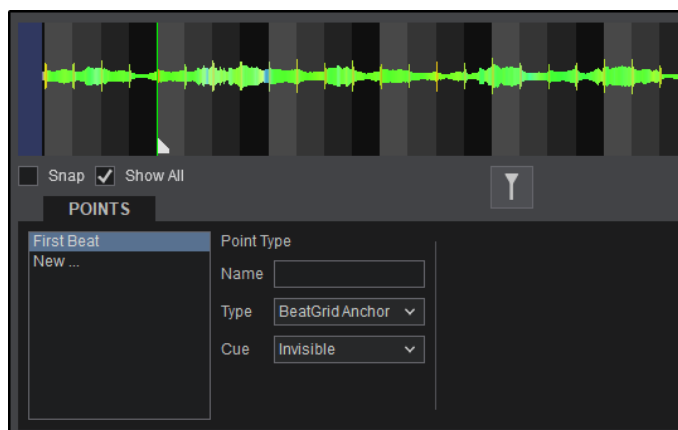 Snap Show All
POINTS
First Beat
New ...
Point Type
Name
Type BeatGrid Anchor
Cue Invisible